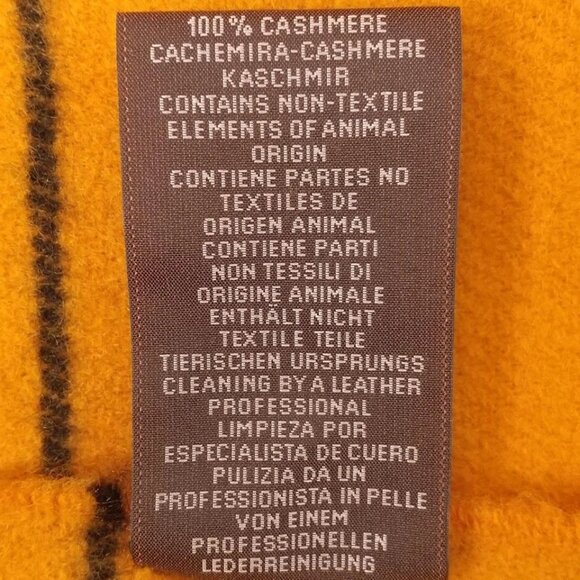 100% CASHMERE
CACHEMIRA-CASHMERE
KASCHMIR
CONTAINS NON-TEXTILE
ELEMENTS OF ANIMAL
ORIGIN
CONTIENE PARTES NO
TEXTILES DE
ORIGEN ANIMAL
CONTIENE PARTI
NON TESSILI DI
ORIGINE ANIMALE
ENTHÄLT NICHT
TEXTILE TEILE
TIERISCHEN URSPRUNGS
CLEANING BY A LEATHER
PROFESSIONAL
LIMPIEZA POR
ESPECIALISTA DE CUERO
PULIZIA DA UN
PROFESSIONISTA IN PELLE
VON EINEM
PROFESSIONELLEN
LEDERREINIGUNG